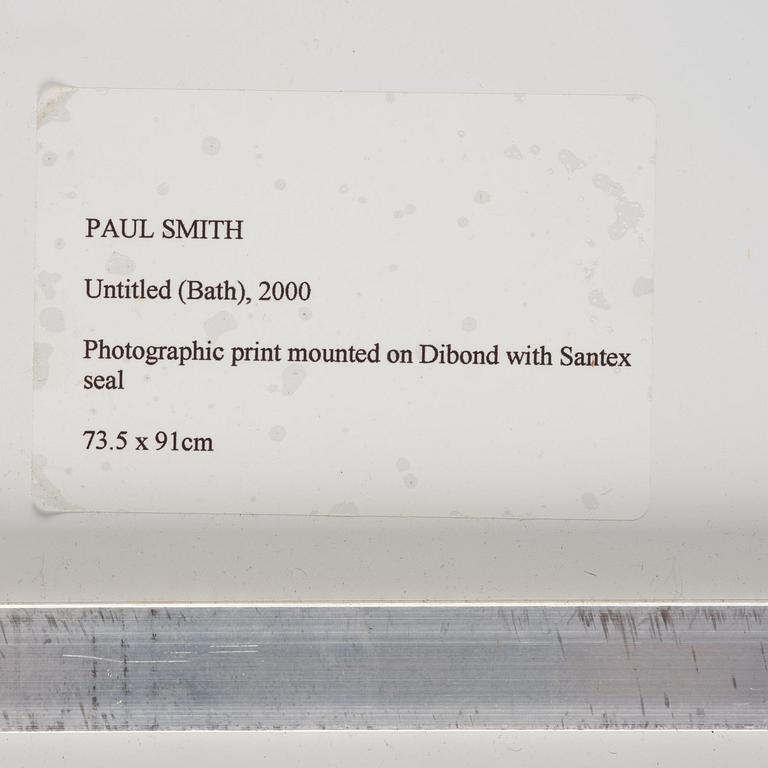 PAUL SMITH
Untitled (Bath), 2000
Photographic print mounted on Dibond with Santex
seal
73.5 x 91cm